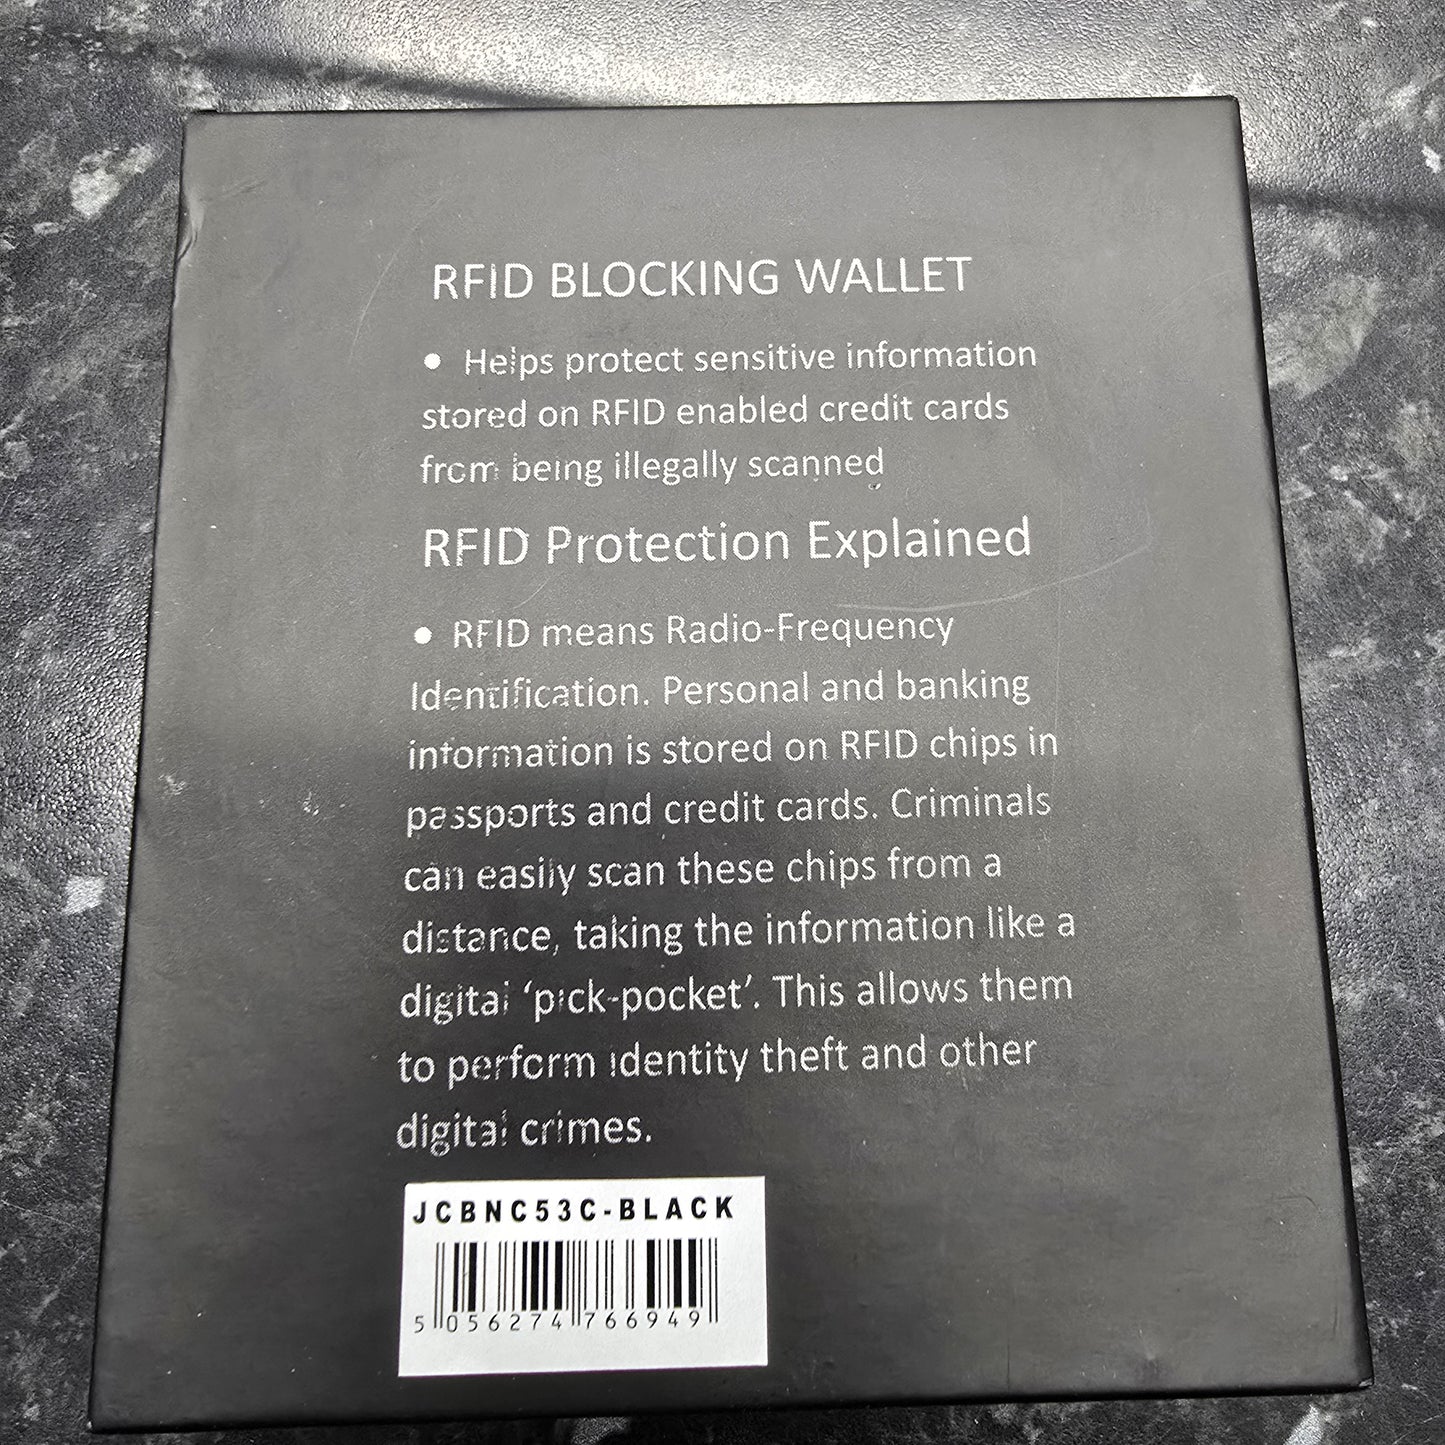 RFID BLOCKING WALLET
• Helps protect sensitive information
stored on RFID enabled credit cards
from being illegally scanned
RFID Protection Explained
• RFID means Radio-Frequency
Identification. Personal and banking
information is stored on RFID chips in
passports and credit cards. Criminals
can easily scan these chips from a
distance, taking the information like a
digital ‘pick-pocket’. This allows them
to perform identity theft and other
digital crimes.
JCBNC53C-BLACK
5 056274 766949